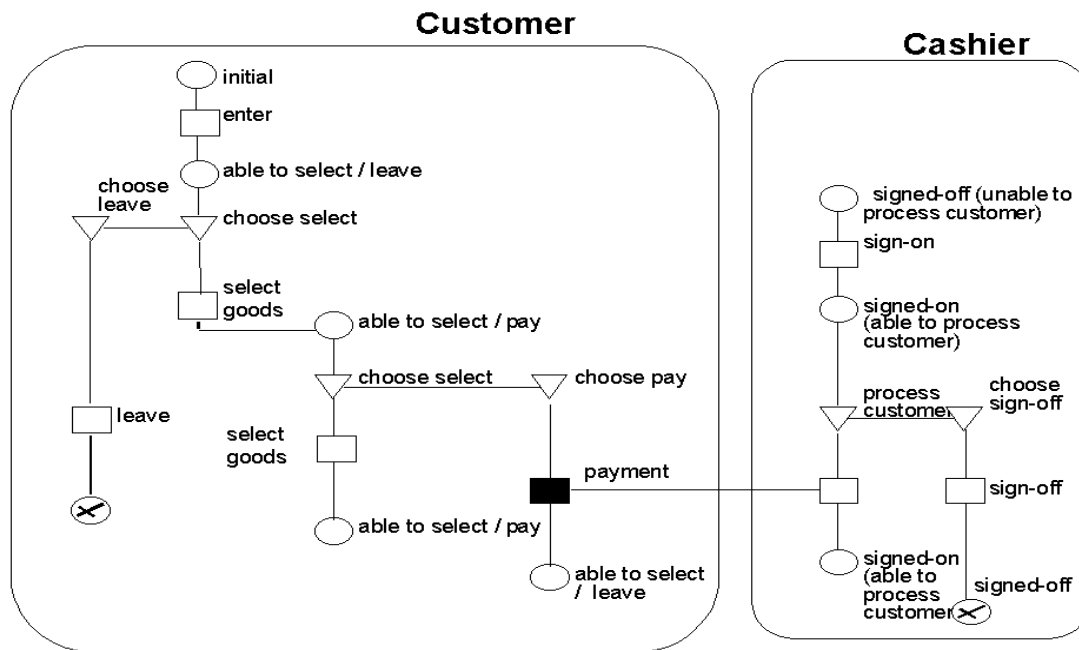 Customer
Cashier
initial
enter
able to select / leave
choose
leave
choose select
select
goods
able to select / pay
choose select
choose pay
leave
select
goods
payment
able to select / pay
able to select
/ leave
signed-off (unable to
process customer)
sign-on
signed-on
(able to process
customer)
process
customer
choose
sign-off
sign-off
signed-on
(able to
process
customer
signed-off